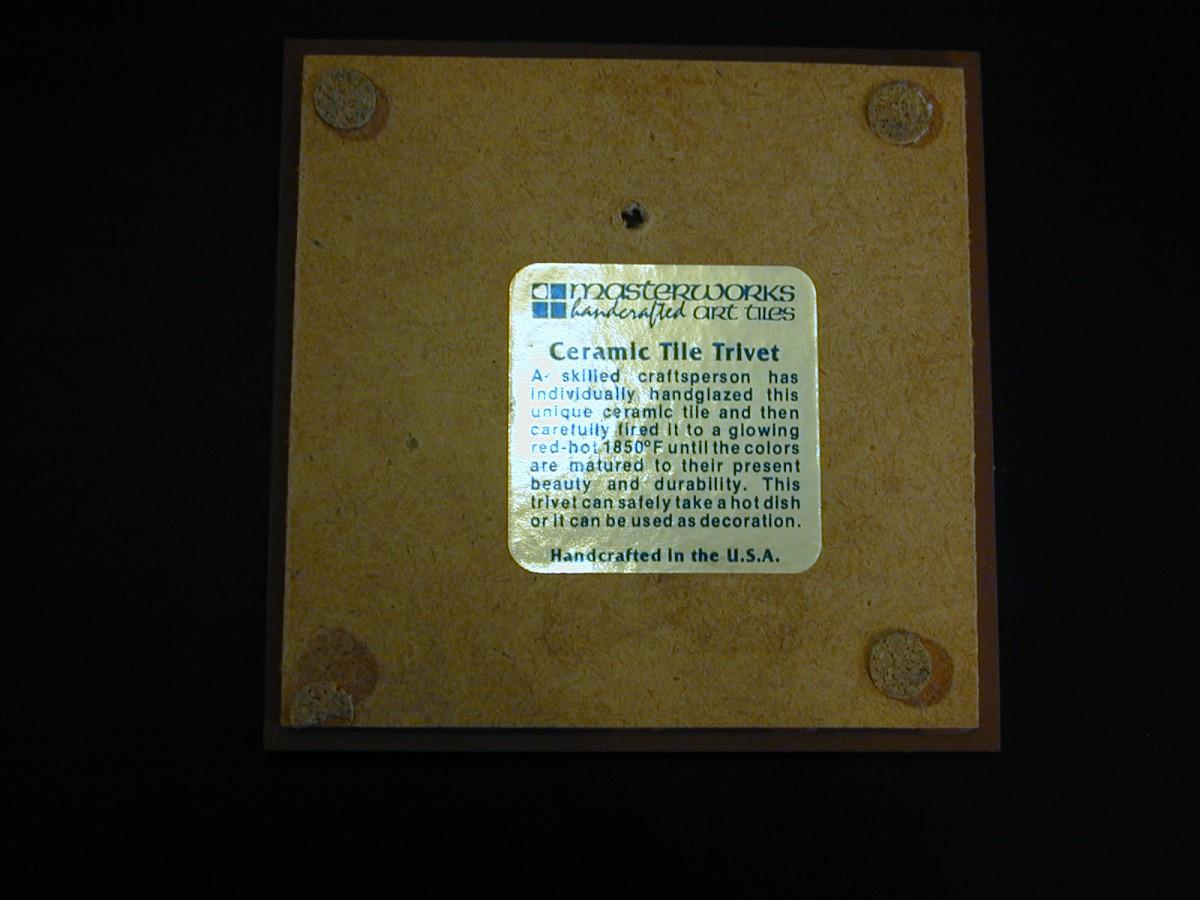 masterworks
handcrafted art tiles
Ceramic Tile Trivet
A skilled craftsperson has
individually handglazed this
unique ceramic tile and then
carefully fired it to a glowing
red-hot 1850°F until the colors
are matured to their present
beauty and durability. This
trivet can safely take a hot dish
or it can be used as decoration.
Handcrafted in the U.S.A.